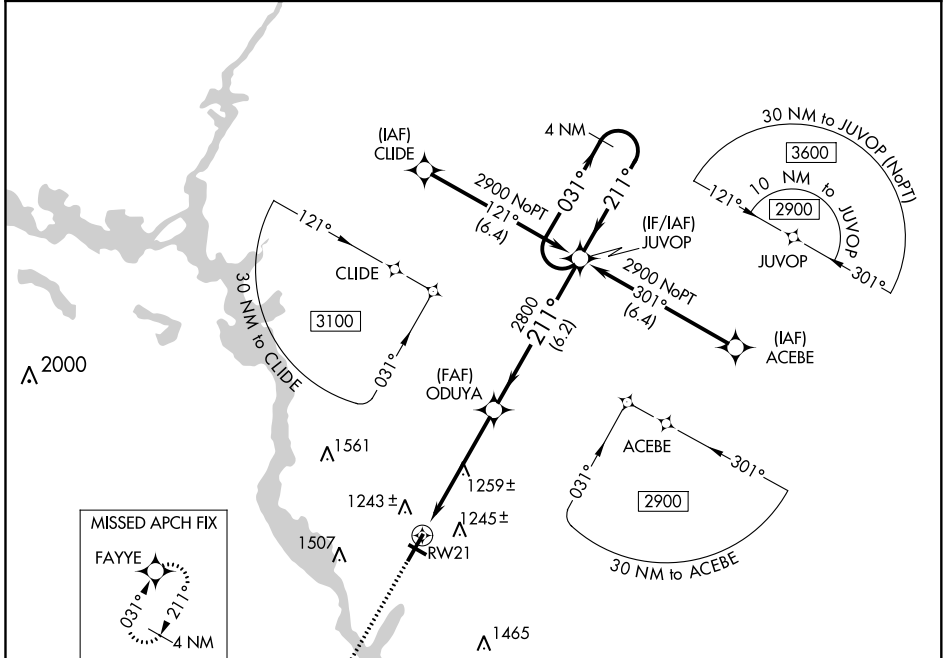 (IAF)
CLIDE
2900 NoPT
121°
(6.4)
4 NM
031°
211°
(IF/IAF)
JUVOP
2900 NoPT
301°
(6.4)
(IAF)
ACEBE
30 NM to JUVOP (NoPT)
3600
10 NM to JUVOP
2900
121°
JUVOP
301°
121°
CLIDE
3100
031°
30 NM to CLIDE
2800
211°
(6.2)
(FAF)
ODUYA
2000
1561
1259±
1243±
1245±
1507
RW21
1465
ACEBE
031°
301°
2900
30 NM to ACEBE
MISSED APCH FIX
FAYYE
031°
211°
4 NM